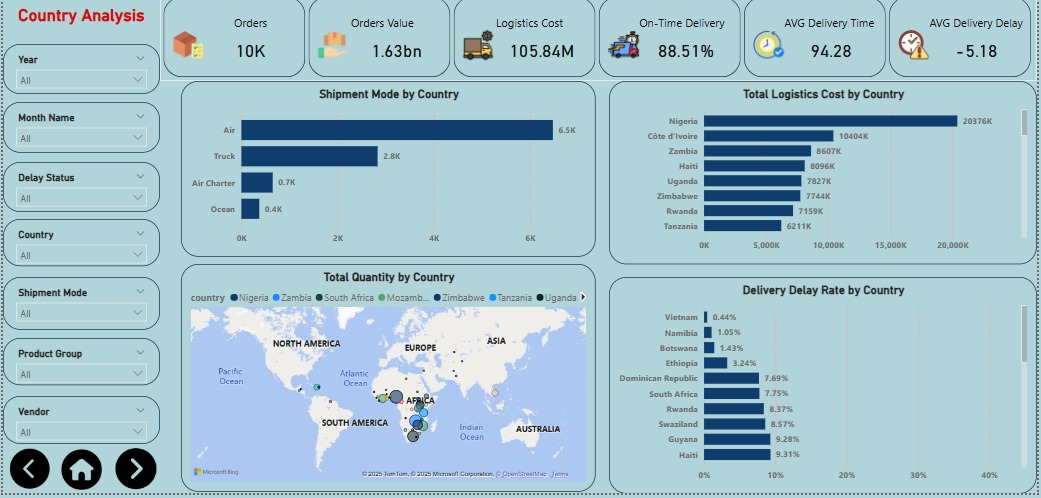 Country Analysis
Orders
10K
Orders Value
1.63bn
Logistics Cost
105.84M
On-Time Delivery
88.51%
AVG Delivery Time
94.28
AVG Delivery Delay
-5.18
Year
All
Month Name
All
Delay Status
All
Country
All
Shipment Mode
All
Product Group
All
Vendor
All
Shipment Mode by Country
Air 6.5K
Truck 2.8K
Air Charter 0.7K
Ocean 0.4K
0K 2K 4K 6K
Total Logistics Cost by Country
Nigeria 20376K
Côte d'Ivoire 10404K
Zambia 8607K
Haiti 8096K
Uganda 7827K
Zimbabwe 7744K
Rwanda 7159K
Tanzania 6211K
0K 5,000K 10,000K 15,000K 20,000K
Total Quantity by Country
country Nigeria Zambia South Africa Mozamb... Zimbabwe Tanzania Uganda
NORTH AMERICA
EUROPE
ASIA
Pacific
Ocean
Atlantic
Ocean
AFRICA
SOUTH AMERICA
Indian
Ocean
AUSTRALIA
Microsoft Bing
© 2025 TomTom, © 2025 Microsoft Corporation, © OpenStreetMap Terms
Delivery Delay Rate by Country
Vietnam 0.44%
Namibia 1.05%
Botswana 1.43%
Ethiopia 3.24%
Dominican Republic 7.69%
South Africa 7.75%
Rwanda 8.37%
Swaziland 8.57%
Guyana 9.28%
Haiti 9.31%
0% 10% 20% 30% 40%